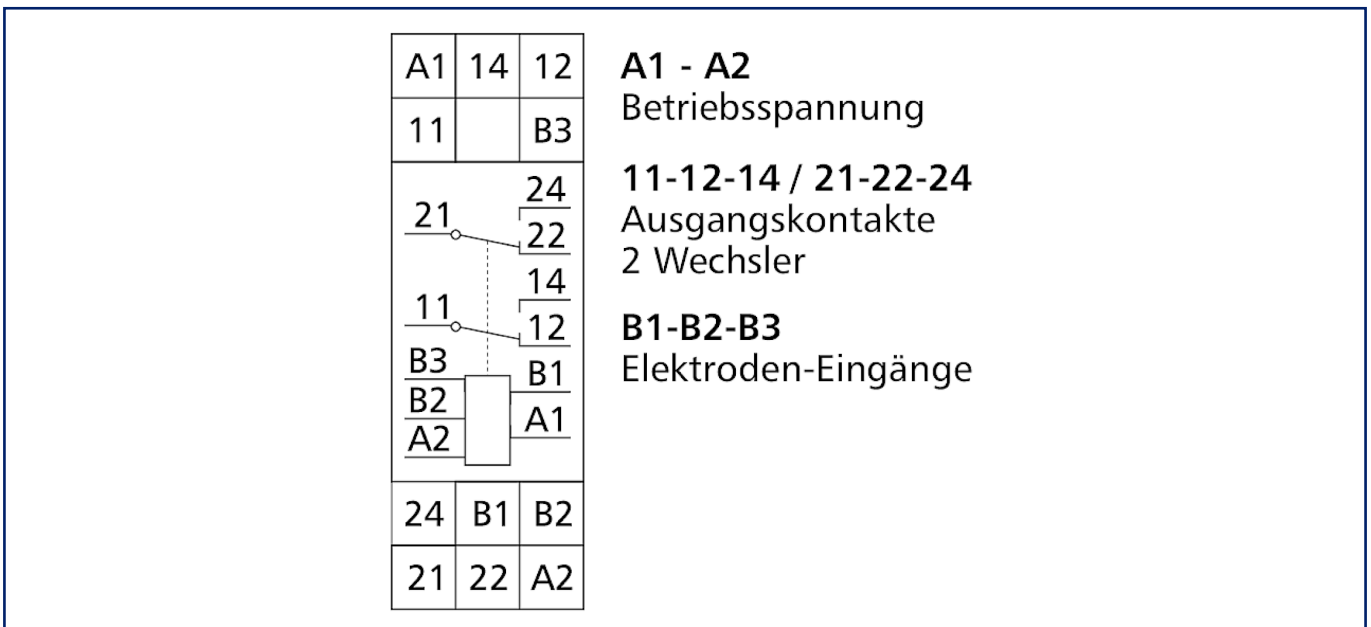 A1 14 12
11 B3
24
21
22
14
11
12
B3
B1
B2
A1
A2
24 B1 B2
21 22 A2
A1 - A2
Betriebsspannung
11-12-14 / 21-22-24
Ausgangskontakte
2 Wechsler
B1-B2-B3
Elektroden-Eingänge